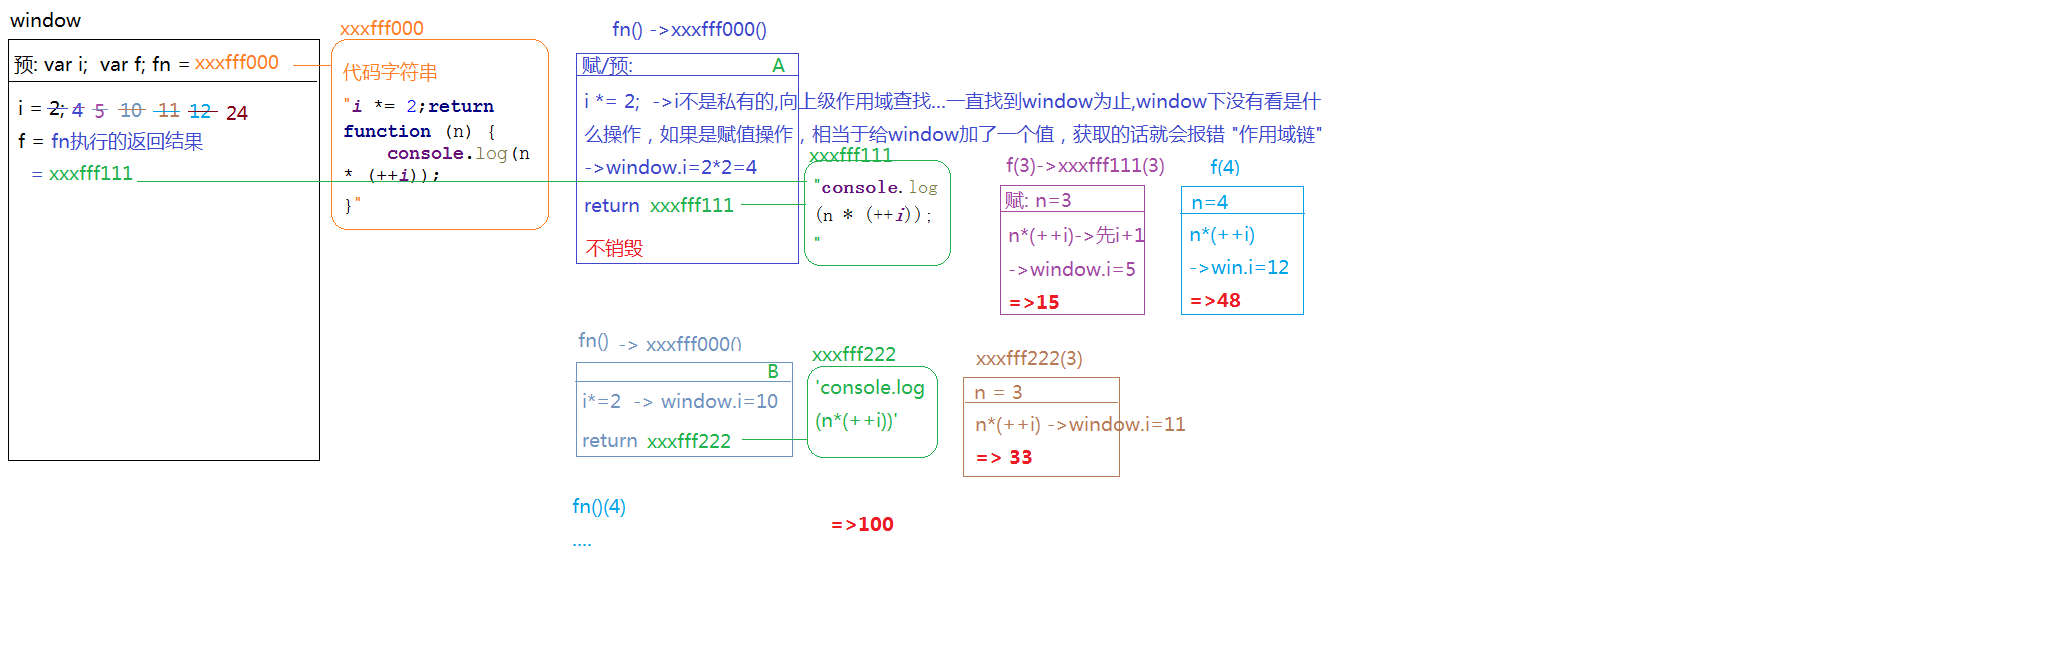 window
预: var i;  var f; fn = xxxfff000
i = 2; 4 5 10 11 12 24
f = fn执行的返回结果
= xxxfff111
xxxfff000
代码字符串
"i *= 2;return
function (n) {
console.log(n
* (++i));
}"
fn() ->xxxfff000()
赋/预: A
i *= 2;  ->i不是私有的,向上级作用域查找...一直找到window为止,window下没有看是什
么操作，如果是赋值操作，相当于给window加了一个值，获取的话就会报错 "作用域链"
->window.i=2*2=4
return xxxfff111
不销毁
xxxfff111
"console.log
(n * (++i));
"
f(3)->xxxfff111(3)
赋: n=3
n*(++i)->先i+1
->window.i=5
=>15
f(4)
n=4
n*(++i)
->win.i=12
=>48
fn() -> xxxfff000()
B
i*=2  -> window.i=10
return xxxfff222
xxxfff222
'console.log
(n*(++i))'
xxxfff222(3)
n = 3
n*(++i) ->window.i=11
=> 33
fn()(4)
=>100
....